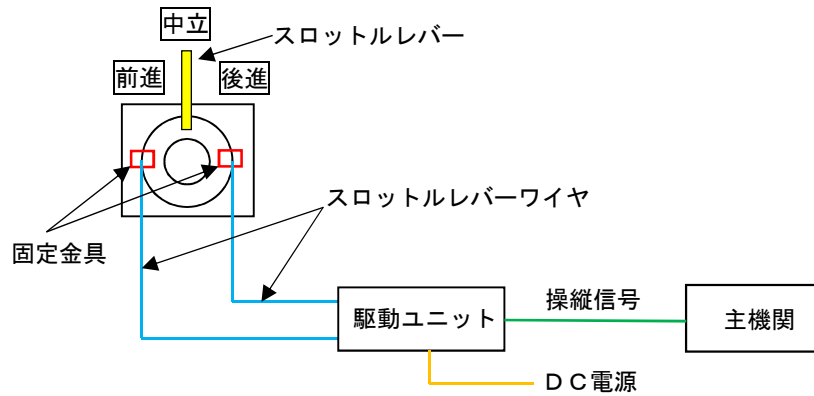 中立
スロットルレバー
前進
後進
スロットルレバーワイヤ
固定金具
駆動ユニット
操縦信号
主機関
ＤＣ電源